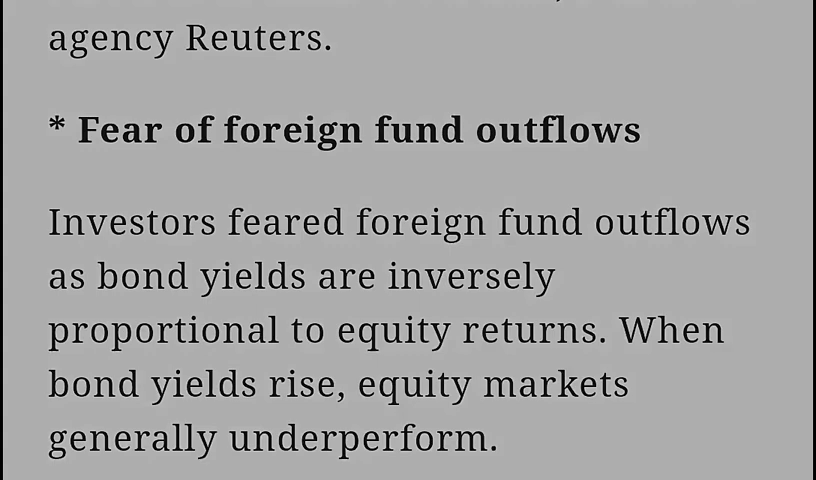 agency Reuters.
* Fear of foreign fund outflows
Investors feared foreign fund outflows
as bond yields are inversely
proportional to equity returns. When
bond yields rise, equity markets
generally underperform.